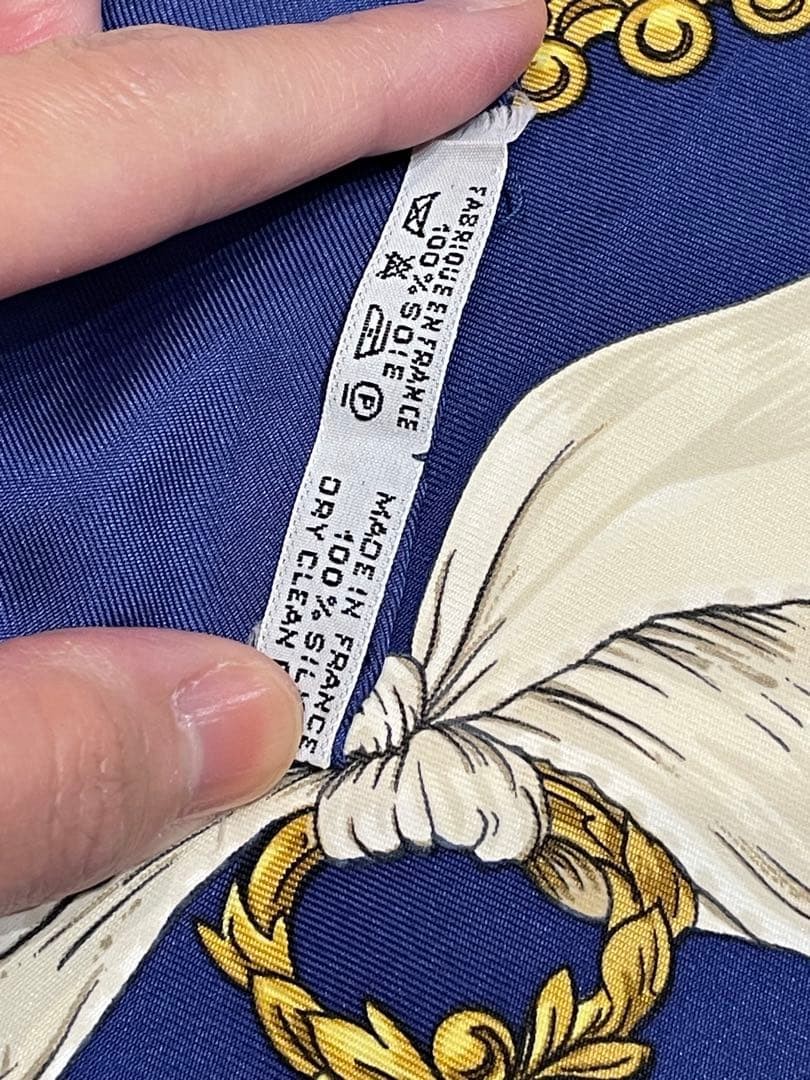 FABRIQUE EN FRANCE
100% SOIE
P
MADE IN FRANCE
100% SILK
DRY CLEAN